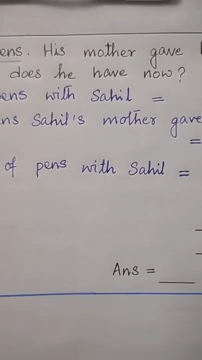 ens. His mother gave
does he have now?
ens with Sahil =
ns Sahil's mother gave
=
of pens with Sahil =
Ans =